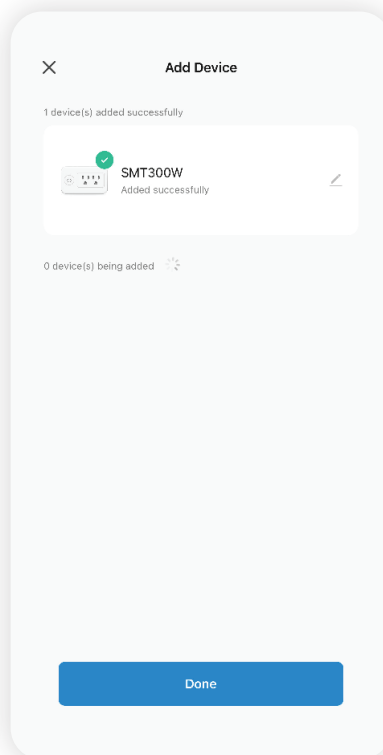 Add Device
1 device(s) added successfully
SMT300W
Added successfully
0 device(s) being added
Done